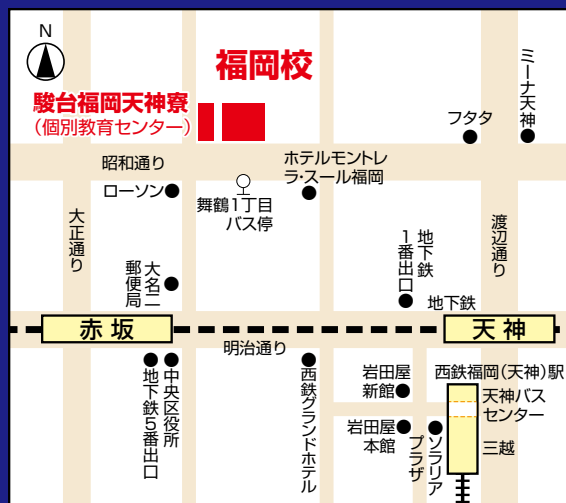 N
福岡校
駿台福岡天神寮
(個別教育センター)
ミーナ天神
フタタ
昭和通り
ホテルモントレ
ラ・スール福岡
ローソン
舞鶴1丁目
バス停
大正通り
渡辺通り
地下鉄
1番出口
大名二
郵便局
地下鉄
赤坂
天神
明治通り
中央区役所
地下鉄5番出口
西鉄グランドホテル
岩田屋
新館
岩田屋
本館
ソラリア
プラザ
西鉄福岡(天神)駅
天神バス
センター
三越